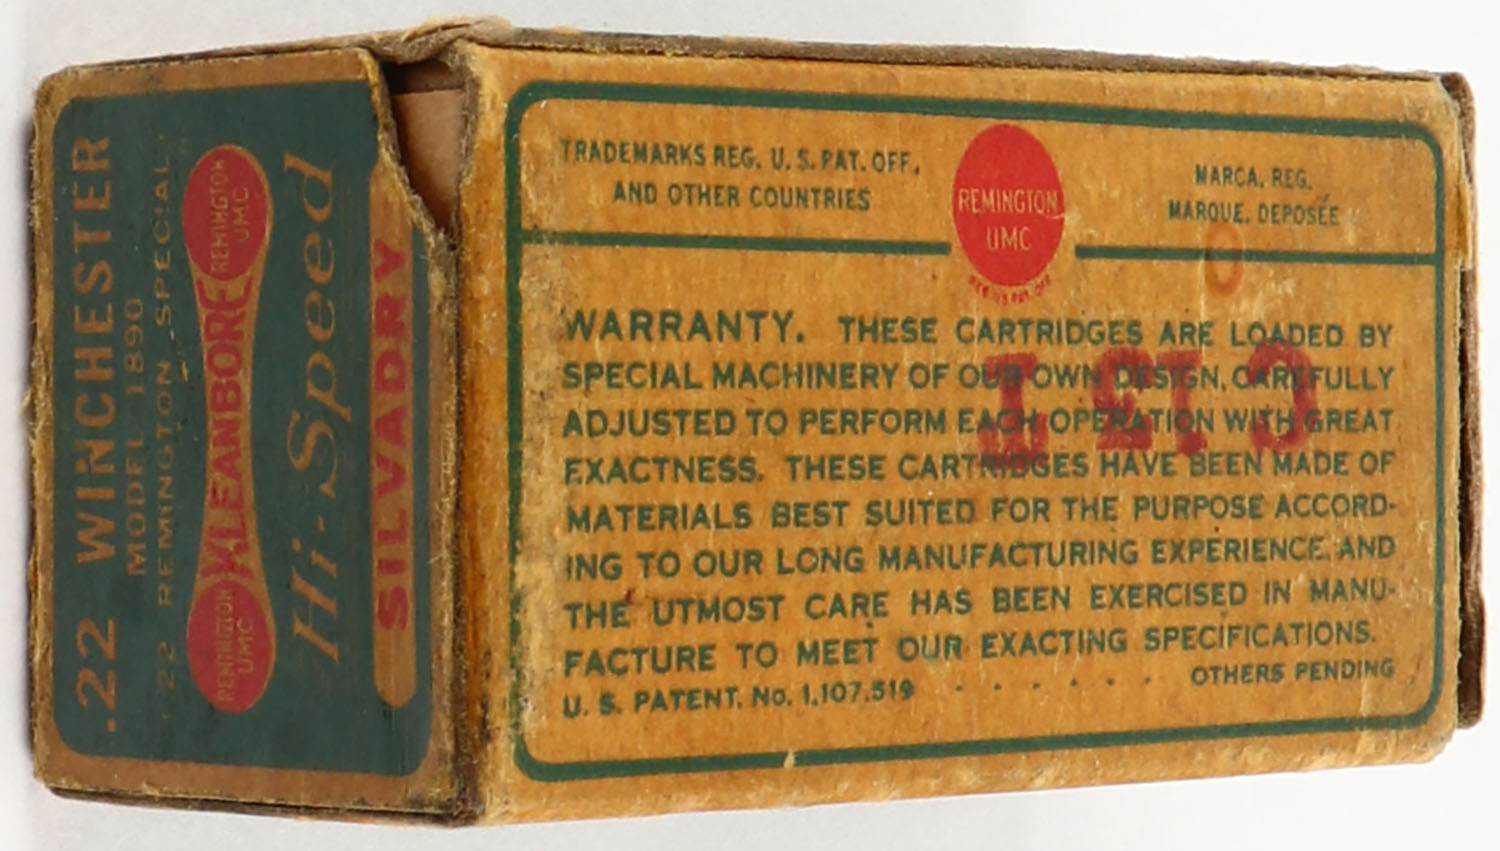 .22 WINCHESTER
MODEL 1890
.22 REMINGTON SPECIAL
REMINGTON
UMC
KLEANBORE
REMINGTON
UMC
Hi-Speed
SILVADRY
TRADEMARKS REG. U. S. PAT. OFF.,
AND OTHER COUNTRIES
REMINGTON
UMC
MARCA. REG.
MARQUE. DEPOSÉE
WARRANTY. THESE CARTRIDGES ARE LOADED BY
SPECIAL MACHINERY OF OUR OWN DESIGN, CAREFULLY
ADJUSTED TO PERFORM EACH OPERATION WITH GREAT
EXACTNESS. THESE CARTRIDGES HAVE BEEN MADE OF
MATERIALS BEST SUITED FOR THE PURPOSE ACCORD-
ING TO OUR LONG MANUFACTURING EXPERIENCE, AND
THE UTMOST CARE HAS BEEN EXERCISED IN MANU-
FACTURE TO MEET OUR EXACTING SPECIFICATIONS.
U. S. PATENT. No. 1,107,519 - - - - - - OTHERS PENDING